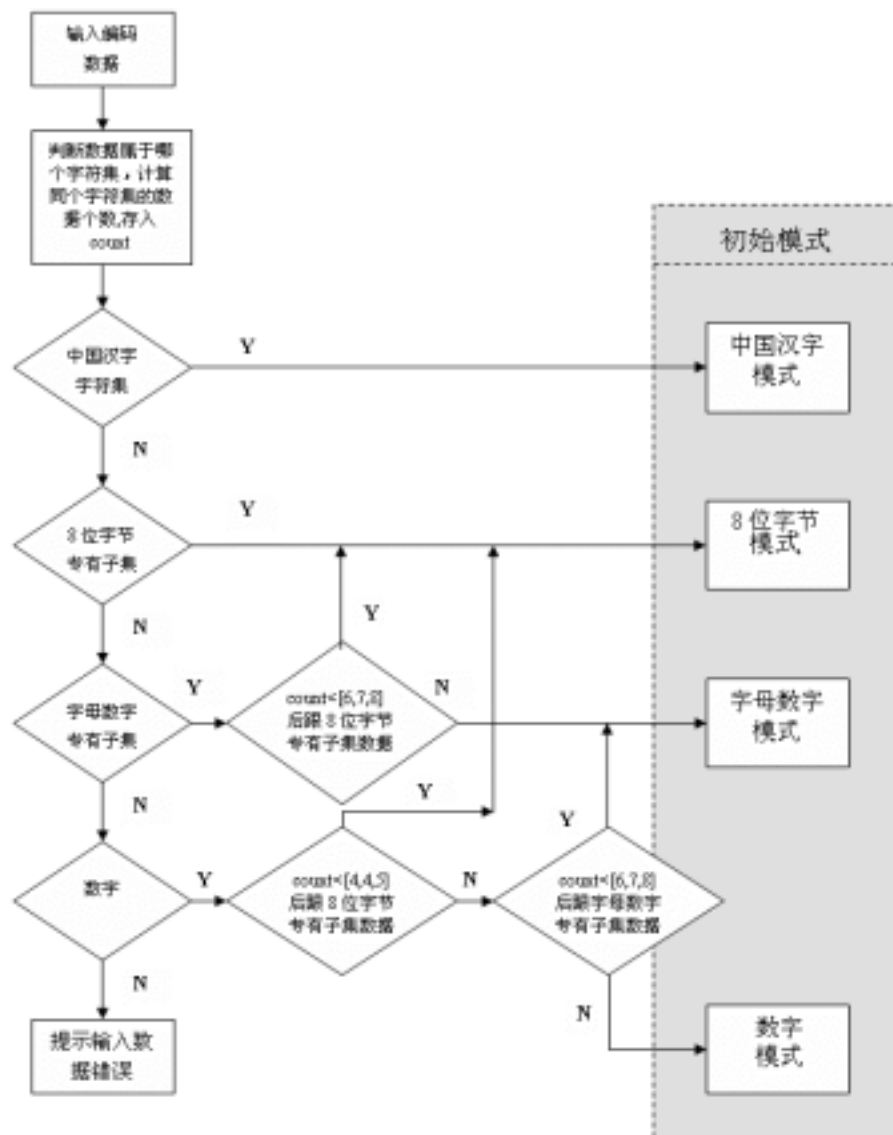 输入编码
数据
判断数据属于哪
个字符集，计算
同个字符集的数
据个数,存入
count
初始模式
中国汉字
字符集
Y
中国汉字
模式
N
8 位字节
专有子集
Y
8 位字节
模式
N
字母数字
专有子集
Y
count<[6,7,8]
后跟 8 位字节
专有子集数据
Y
N
字母数字
模式
N
数字
Y
count<[4,4,5]
后跟 8 位字节
专有子集数据
Y
N
count<[6,7,8]
后跟字母数字
专有子集数据
Y
N
数字
模式
N
提示输入数
据错误